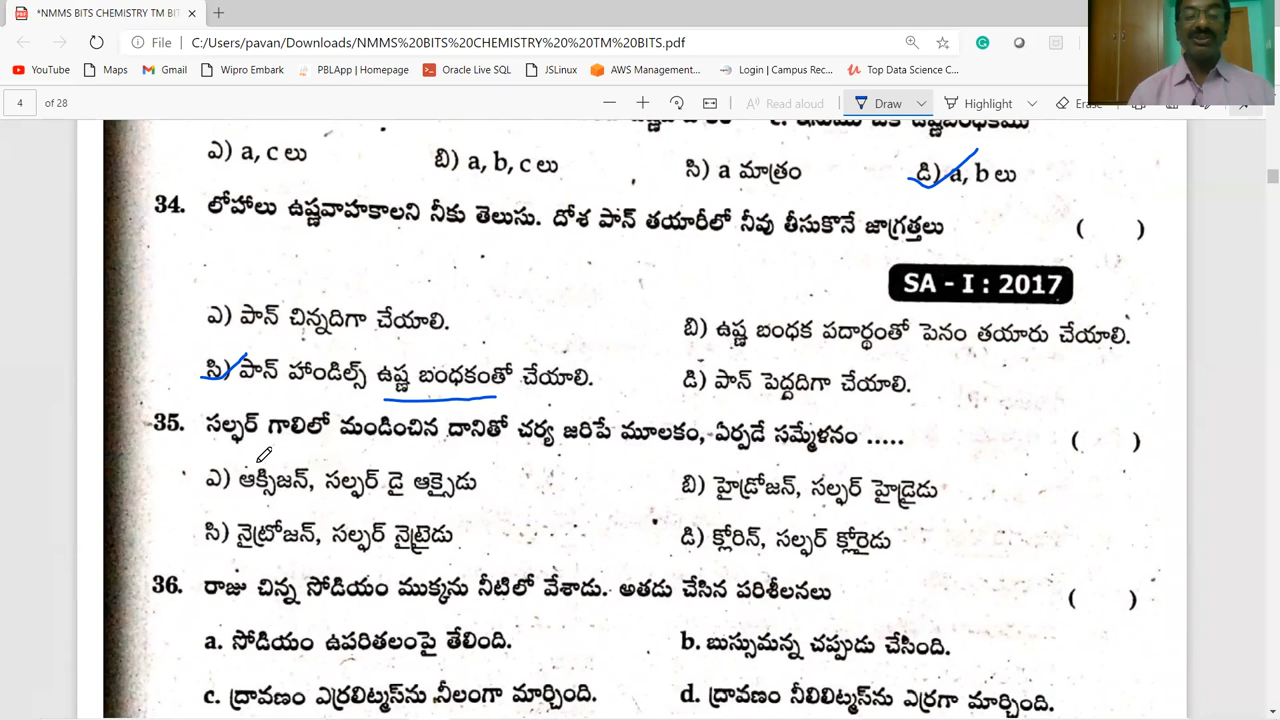 *NMMS BITS CHEMISTRY TM BIT
File C:/Users/pavan/Downloads/NMMS%20BITS%20CHEMISTRY%20%20TM%20BITS.pdf
YouTube Maps Gmail Wipro Embark PBLApp | Homepage Oracle Live SQL JSLinux AWS Management... Login | Campus Rec... Top Data Science C...
4 of 28 Read aloud Draw Highlight Erase
ఎ) a, c లు బి) a, b, c లు సి) a మాత్రం డి) a, b లు
34. లోహాలు ఉష్ణవాహకాలని నీకు తెలుసు. దోశ పాన్ తయారీలో నీవు తీసుకొనే జాగ్రత్తలు ( )
SA - I : 2017
ఎ) పాన్ చిన్నదిగా చేయాలి. బి) ఉష్ణ బంధక పదార్థంతో పెనం తయారు చేయాలి.
సి) పాన్ హాండిల్స్ ఉష్ణ బంధకంతో చేయాలి. డి) పాన్ పెద్దదిగా చేయాలి.
35. సల్ఫర్ గాలిలో మండించిన దానితో చర్య జరిపే మూలకం, ఏర్పడే సమ్మేళనం ..... ( )
ఎ) ఆక్సిజన్, సల్ఫర్ డై ఆక్సైడు బి) హైడ్రోజన్, సల్ఫర్ హైడ్రైడు
సి) నైట్రోజన్, సల్ఫర్ నైట్రైడు డి) క్లోరిన్, సల్ఫర్ క్లోరైడు
36. రాజు చిన్న సోడియం ముక్కను నీటిలో వేశాడు. అతడు చేసిన పరిశీలనలు ( )
a. సోడియం ఉపరితలంపై తేలింది. b. బుస్సుమన్న చప్పుడు చేసింది.
c. ద్రావణం ఎర్రలిట్మస్‌ను నీలంగా మార్చింది. d. ద్రావణం నీలిలిట్మస్‌ను ఎర్రగా మార్చింది.